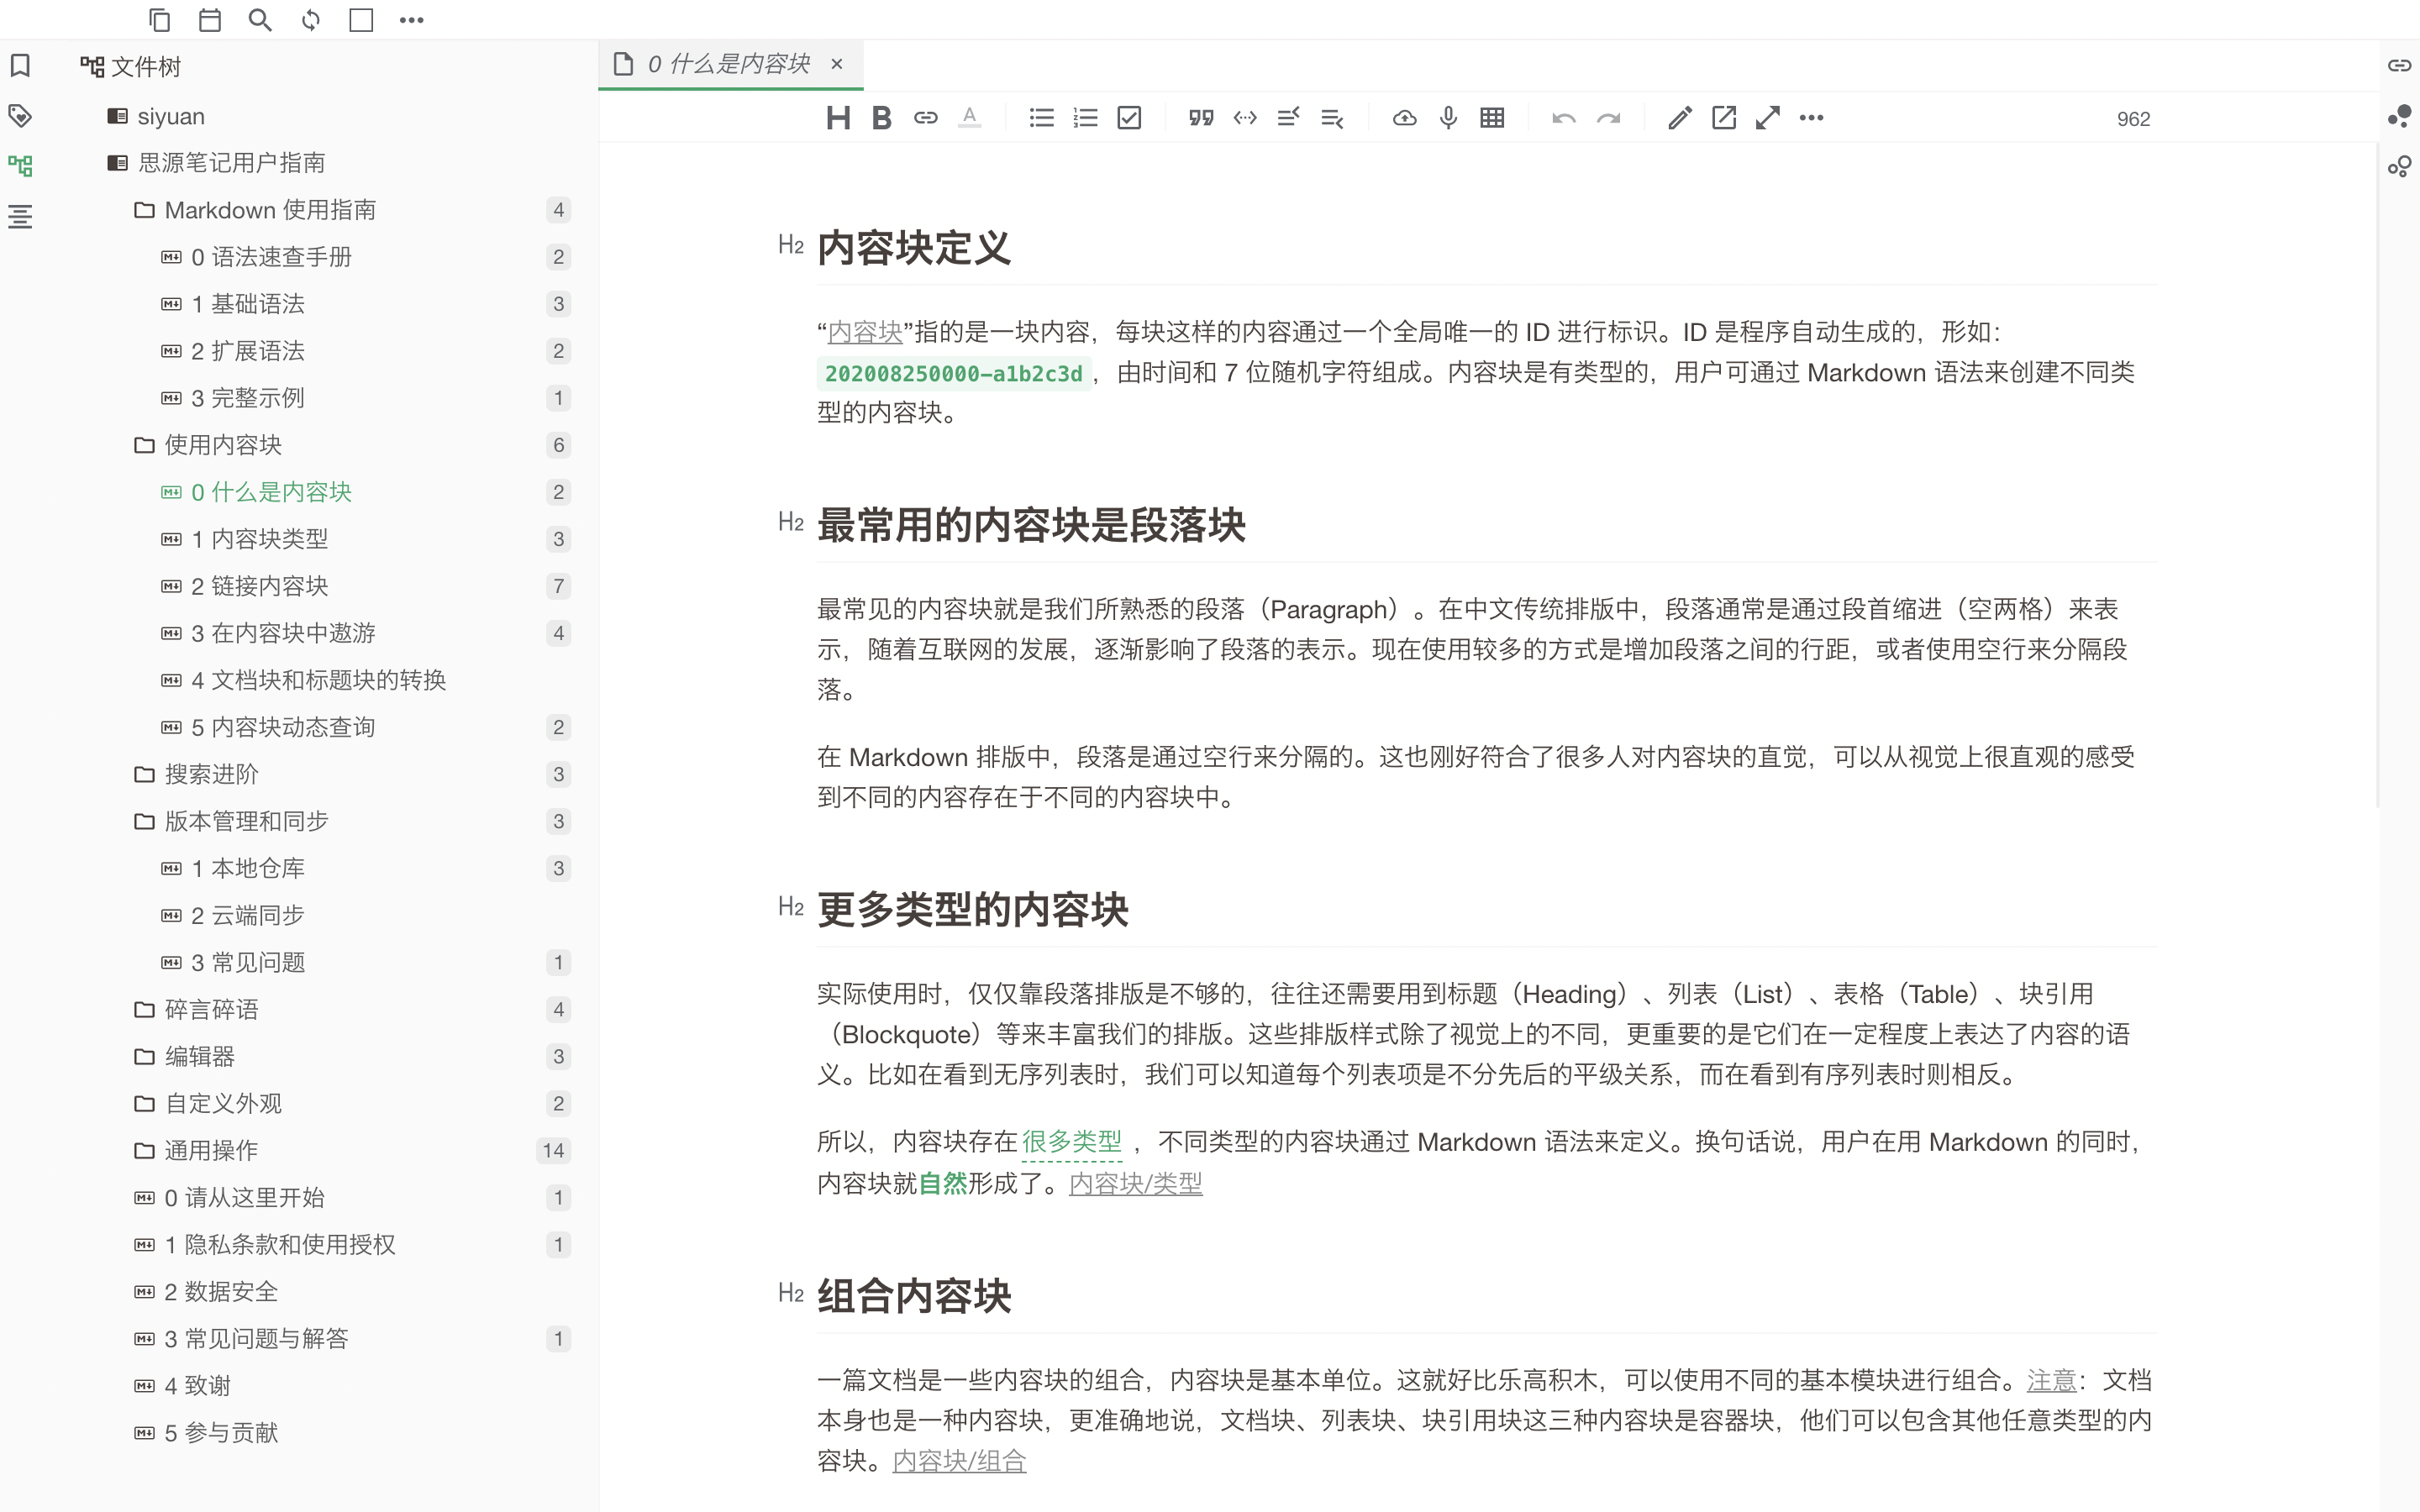 文件树
siyuan
思源笔记用户指南
Markdown 使用指南 4
0 语法速查手册 2
1 基础语法 3
2 扩展语法 2
3 完整示例 1
使用内容块 6
0 什么是内容块 2
1 内容块类型 3
2 链接内容块 7
3 在内容块中遨游 4
4 文档块和标题块的转换
5 内容块动态查询 2
搜索进阶 3
版本管理和同步 3
1 本地仓库 3
2 云端同步
3 常见问题 1
碎言碎语 4
编辑器 3
自定义外观 2
通用操作 14
0 请从这里开始 1
1 隐私条款和使用授权 1
2 数据安全
3 常见问题与解答 1
4 致谢
5 参与贡献
0 什么是内容块
H B A 962
H2 内容块定义
“内容块”指的是一块内容，每块这样的内容通过一个全局唯一的 ID 进行标识。ID 是程序自动生成的，形如：
202008250000-a1b2c3d，由时间和 7 位随机字符组成。内容块是有类型的，用户可通过 Markdown 语法来创建不同类
型的内容块。
H2 最常用的内容块是段落块
最常见的内容块就是我们所熟悉的段落（Paragraph）。在中文传统排版中，段落通常是通过段首缩进（空两格）来表
示，随着互联网的发展，逐渐影响了段落的表示。现在使用较多的方式是增加段落之间的行距，或者使用空行来分隔段
落。
在 Markdown 排版中，段落是通过空行来分隔的。这也刚好符合了很多人对内容块的直觉，可以从视觉上很直观的感受
到不同的内容存在于不同的内容块中。
H2 更多类型的内容块
实际使用时，仅仅靠段落排版是不够的，往往还需要用到标题（Heading）、列表（List）、表格（Table）、块引用
（Blockquote）等来丰富我们的排版。这些排版样式除了视觉上的不同，更重要的是它们在一定程度上表达了内容的语
义。比如在看到无序列表时，我们可以知道每个列表项是不分先后的平级关系，而在看到有序列表时则相反。
所以，内容块存在 很多类型 ，不同类型的内容块通过 Markdown 语法来定义。换句话说，用户在用 Markdown 的同时，
内容块就自然形成了。内容块/类型
H2 组合内容块
一篇文档是一些内容块的组合，内容块是基本单位。这就好比乐高积木，可以使用不同的基本模块进行组合。注意：文档
本身也是一种内容块，更准确地说，文档块、列表块、块引用块这三种内容块是容器块，他们可以包含其他任意类型的内
容块。内容块/组合